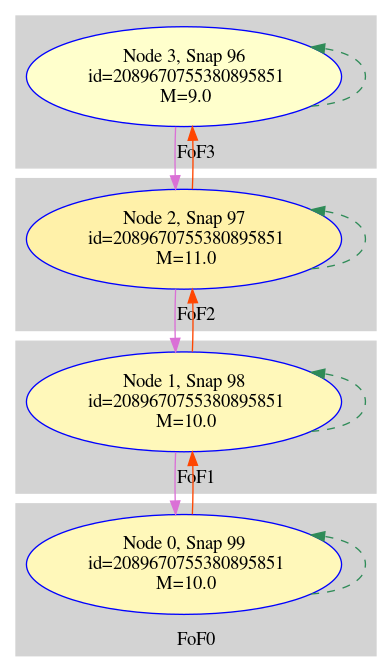 Node 3, Snap 96
id=2089670755380895851
M=9.0
FoF3
Node 2, Snap 97
id=2089670755380895851
M=11.0
FoF2
Node 1, Snap 98
id=2089670755380895851
M=10.0
FoF1
Node 0, Snap 99
id=2089670755380895851
M=10.0
FoF0